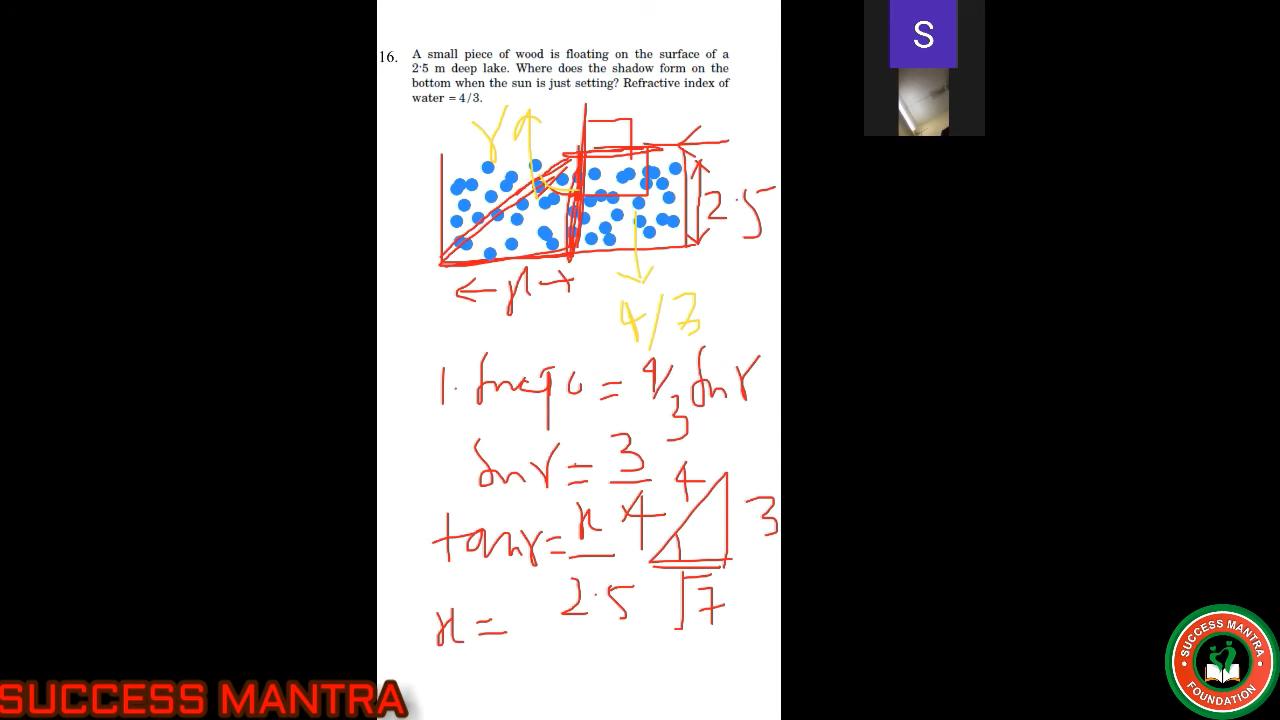 S
16. A small piece of wood is floating on the surface of a
2·5 m deep lake. Where does the shadow form on the
bottom when the sun is just setting? Refractive index of
water = 4/3.
r
2.5
← x →
4/3
1. Sin 90 = 4/3 Sin r
Sin r = 3/4
4
3
√7
tan r = x/2.5
x =
SUCCESS MANTRA
SUCCESS MANTRA
FOUNDATION